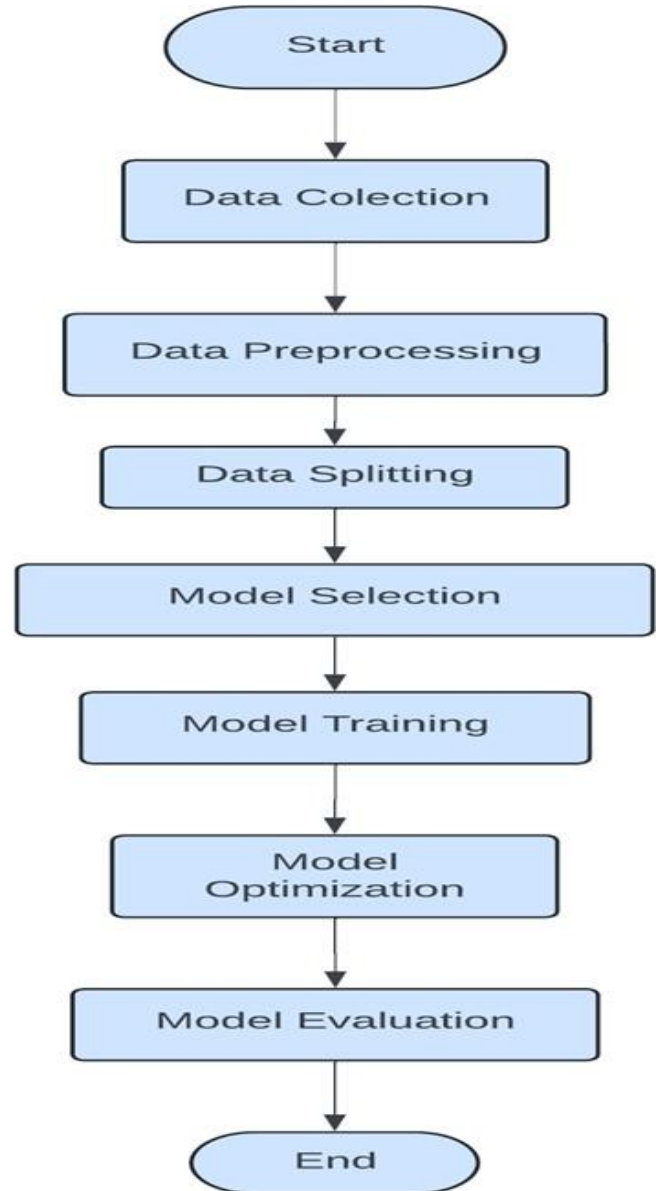 Start
Data Colection
Data Preprocessing
Data Splitting
Model Selection
Model Training
Model
Optimization
Model Evaluation
End